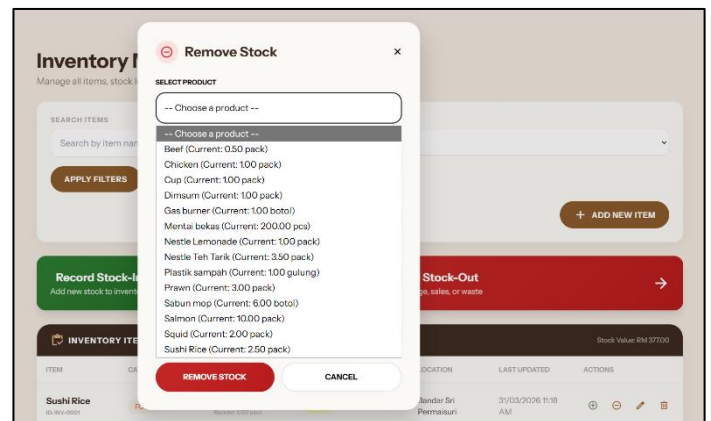 Inventory
Manage all items, stock
SEARCH ITEMS
Search by item nam
APPLY FILTERS
+ ADD NEW ITEM
Record Stock-I
Add new stock to invent
Stock-Out
ge, sales, or waste
INVENTORY ITE
Stock Value: RM 377.00
ITEM
CA
LOCATION
LAST UPDATED
ACTIONS
Sushi Rice
ID: INV-0001
Bandar Sri
Permaisuri
31/03/2026 11:18
AM
Remove Stock
×
SELECT PRODUCT
-- Choose a product --
-- Choose a product --
Beef (Current: 0.50 pack)
Chicken (Current: 1.00 pack)
Cup (Current: 1.00 pack)
Dimsum (Current: 1.00 pack)
Gas burner (Current: 1.00 botol)
Mentai bekas (Current: 200.00 pcs)
Nestle Lemonade (Current: 1.00 pack)
Nestle Teh Tarik (Current: 3.50 pack)
Plastik sampah (Current: 1.00 gulung)
Prawn (Current: 3.00 pack)
Sabun mop (Current: 6.00 botol)
Salmon (Current: 10.00 pack)
Squid (Current: 2.00 pack)
Sushi Rice (Current: 2.50 pack)
REMOVE STOCK
CANCEL